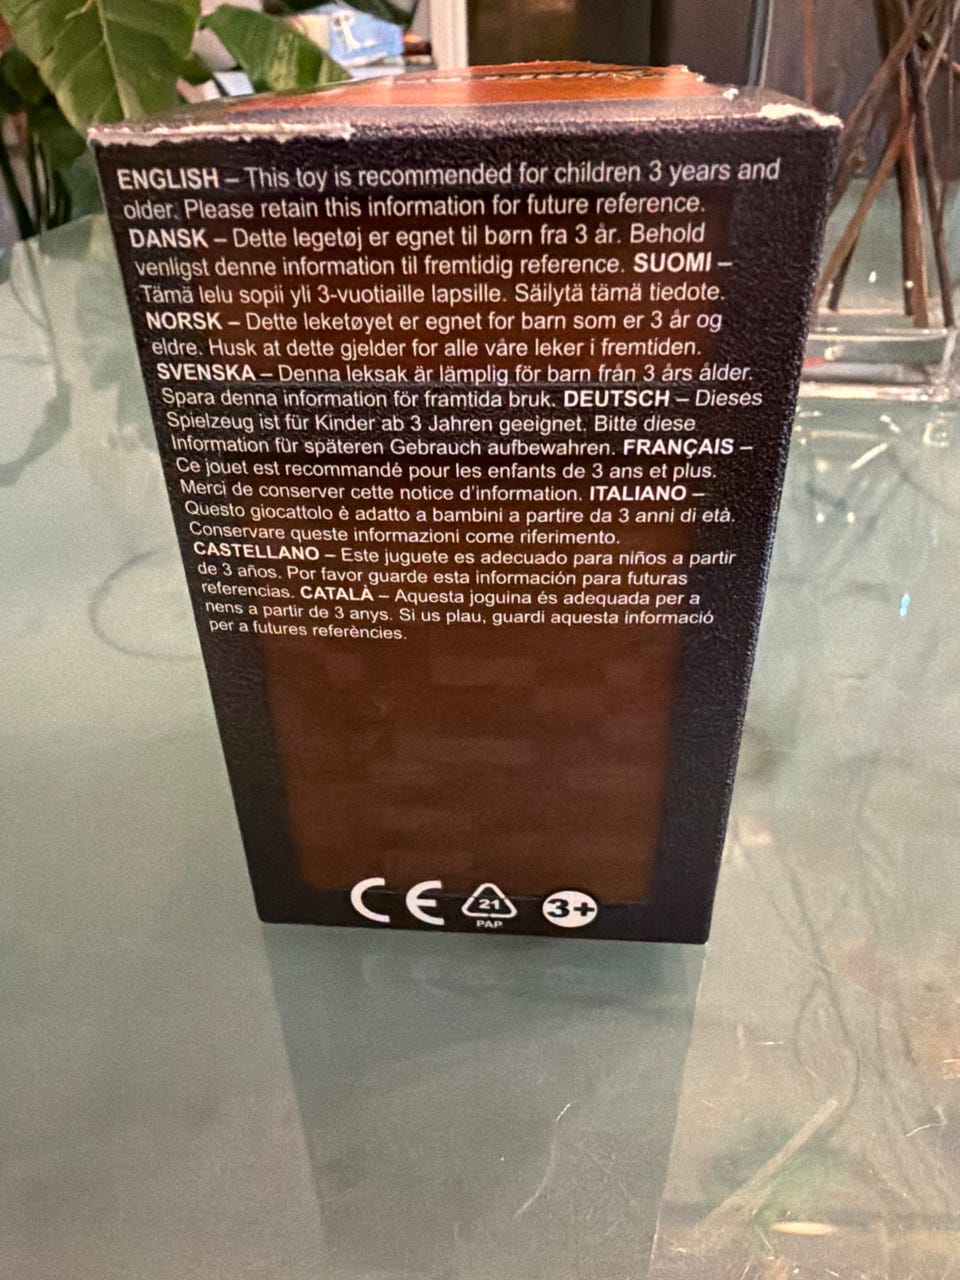 ENGLISH – This toy is recommended for children 3 years and
older. Please retain this information for future reference.
DANSK – Dette legetøj er egnet til børn fra 3 år. Behold
venligst denne information til fremtidig reference. SUOMI –
Tämä lelu sopii yli 3-vuotiaille lapsille. Säilytä tämä tiedote.
NORSK – Dette leketøyet er egnet for barn som er 3 år og
eldre. Husk at dette gjelder for alle våre leker i fremtiden.
SVENSKA – Denna leksak är lämplig för barn från 3 års ålder.
Spara denna information för framtida bruk. DEUTSCH – Dieses
Spielzeug ist für Kinder ab 3 Jahren geeignet. Bitte diese
Information für späteren Gebrauch aufbewahren. FRANÇAIS –
Ce jouet est recommandé pour les enfants de 3 ans et plus.
Merci de conserver cette notice d'information. ITALIANO –
Questo giocattolo è adatto a bambini a partire da 3 anni di età.
Conservare queste informazioni come riferimento.
CASTELLANO – Este juguete es adecuado para niños a partir
de 3 años. Por favor guarde esta información para futuras
referencias. CATALÀ – Aquesta joguina és adequada per a
nens a partir de 3 anys. Si us plau, guardi aquesta informació
per a futures referències.
CE 21 3+
PAP